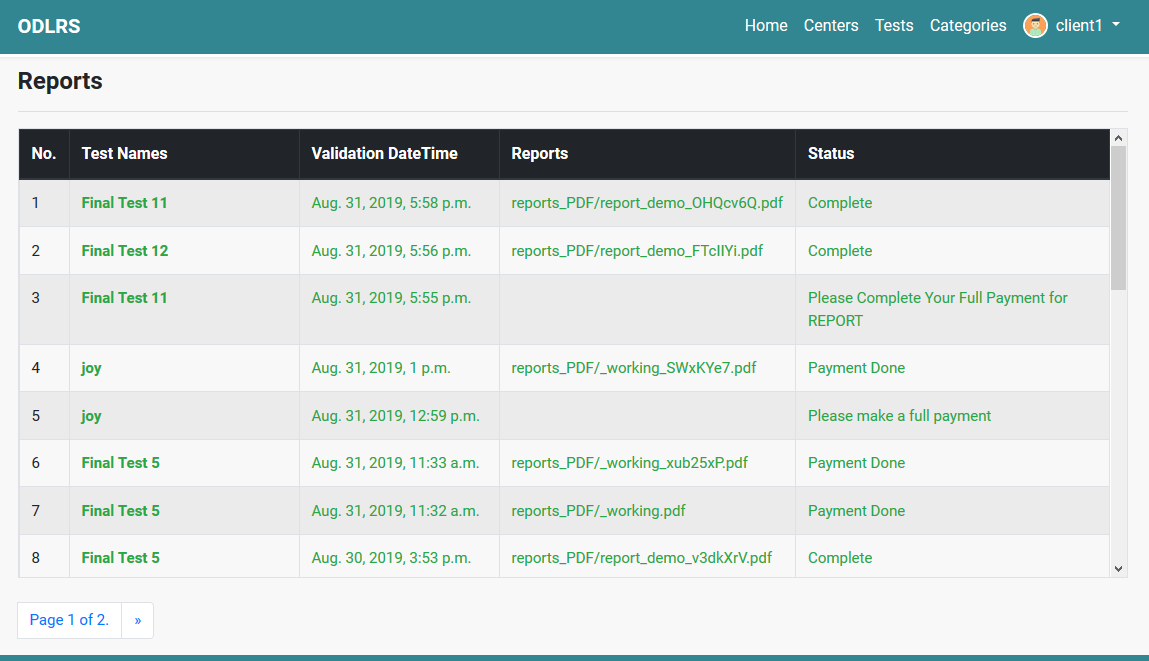 ODLRS Home Centers Tests Categories client1
Reports
No. Test Names Validation DateTime Reports Status
1 Final Test 11 Aug. 31, 2019, 5:58 p.m. reports_PDF/report_demo_OHQcv6Q.pdf Complete
2 Final Test 12 Aug. 31, 2019, 5:56 p.m. reports_PDF/report_demo_FTcIIYi.pdf Complete
3 Final Test 11 Aug. 31, 2019, 5:55 p.m. Please Complete Your Full Payment for
REPORT
4 joy Aug. 31, 2019, 1 p.m. reports_PDF/_working_SWxKYe7.pdf Payment Done
5 joy Aug. 31, 2019, 12:59 p.m. Please make a full payment
6 Final Test 5 Aug. 31, 2019, 11:33 a.m. reports_PDF/_working_xub25xP.pdf Payment Done
7 Final Test 5 Aug. 31, 2019, 11:32 a.m. reports_PDF/_working.pdf Payment Done
8 Final Test 5 Aug. 30, 2019, 3:53 p.m. reports_PDF/report_demo_v3dkXrV.pdf Complete
Page 1 of 2. »